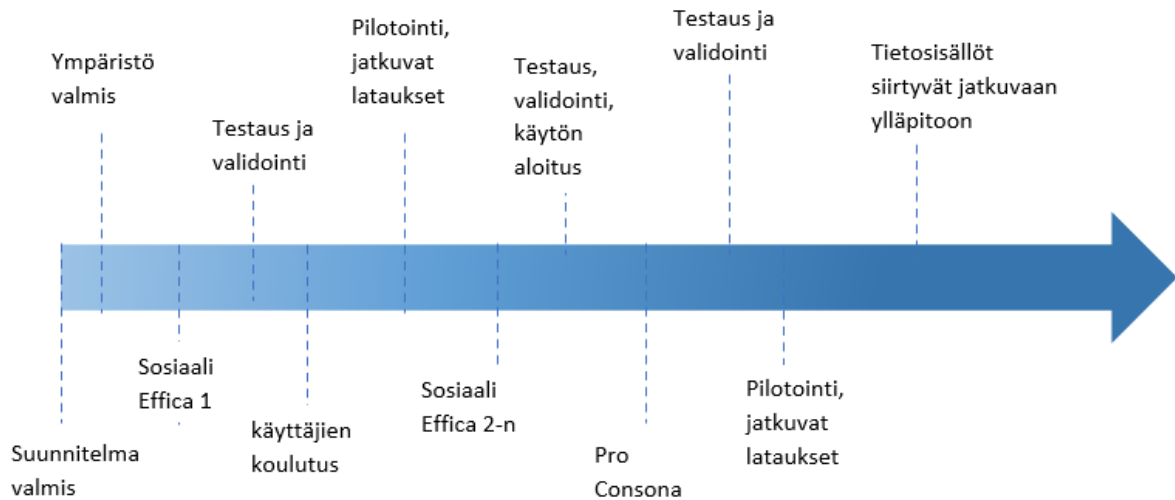 Ympäristö
valmis
Testaus ja
validointi
Pilotointi,
jatkuvat
lataukset
Testaus,
validointi,
käytön
aloitus
Testaus ja
validointi
Tietosisällöt
siirtyvät jatkuvaan
ylläpitoon
Suunnitelma
valmis
Sosiaali
Effica 1
käyttäjien
koulutus
Sosiaali
Effica 2-n
Pro
Consona
Pilotointi,
jatkuvat
lataukset